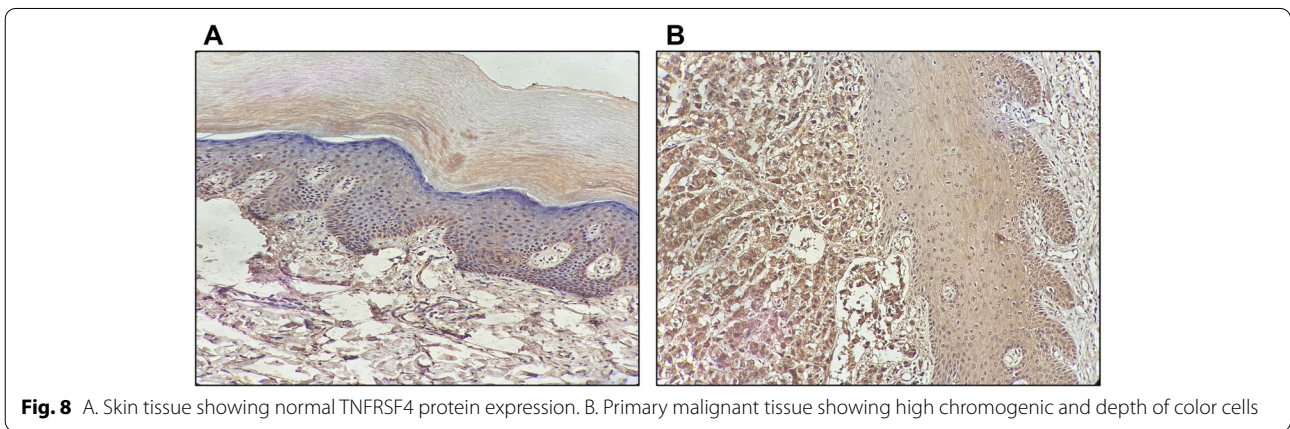 A
B
Fig. 8 A. Skin tissue showing normal TNFRSF4 protein expression. B. Primary malignant tissue showing high chromogenic and depth of color cells